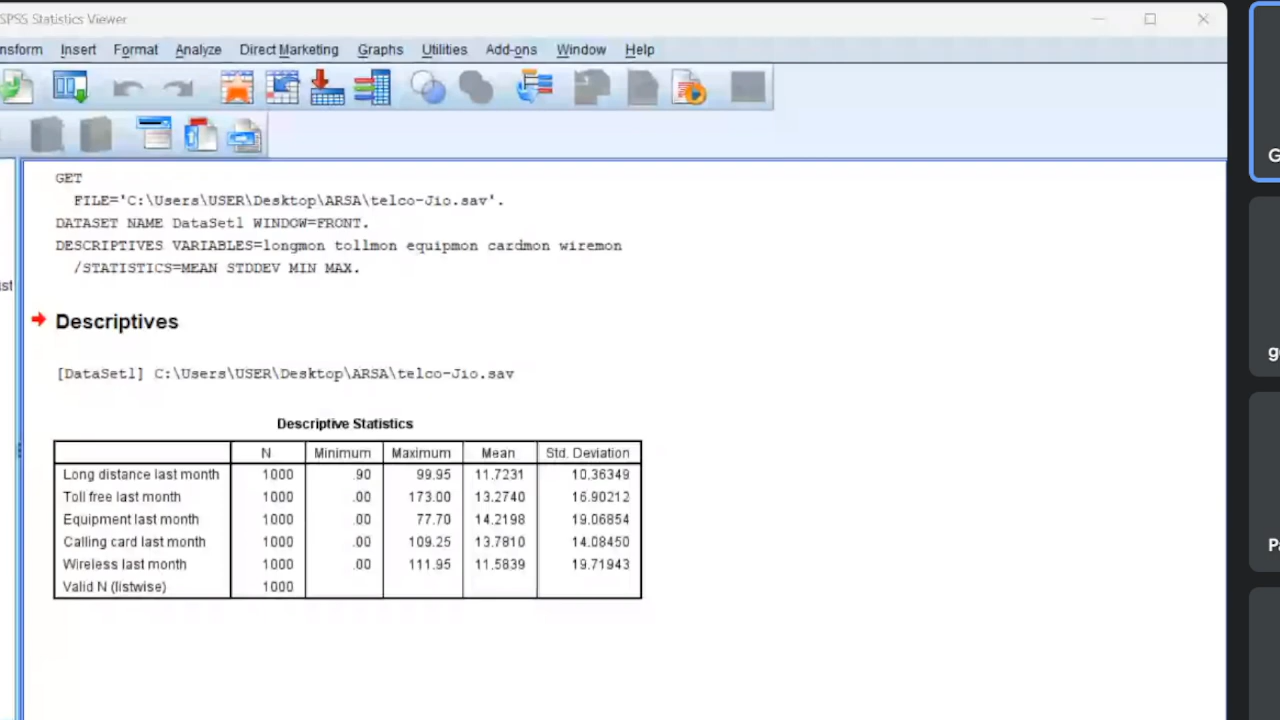 SPSS Statistics Viewer
nsform Insert Format Analyze Direct Marketing Graphs Utilities Add-ons Window Help
GET
FILE='C:\Users\USER\Desktop\ARSA\telco-Jio.sav'.
DATASET NAME DataSet1 WINDOW=FRONT.
DESCRIPTIVES VARIABLES=longmon tollmon equipmon cardmon wiremon
/STATISTICS=MEAN STDDEV MIN MAX.
ist
Descriptives
[DataSet1] C:\Users\USER\Desktop\ARSA\telco-Jio.sav
Descriptive Statistics
N Minimum Maximum Mean Std. Deviation
Long distance last month 1000 .90 99.95 11.7231 10.36349
Toll free last month 1000 .00 173.00 13.2740 16.90212
Equipment last month 1000 .00 77.70 14.2198 19.06854
Calling card last month 1000 .00 109.25 13.7810 14.08450
Wireless last month 1000 .00 111.95 11.5839 19.71943
Valid N (listwise) 1000
G
g
Pa